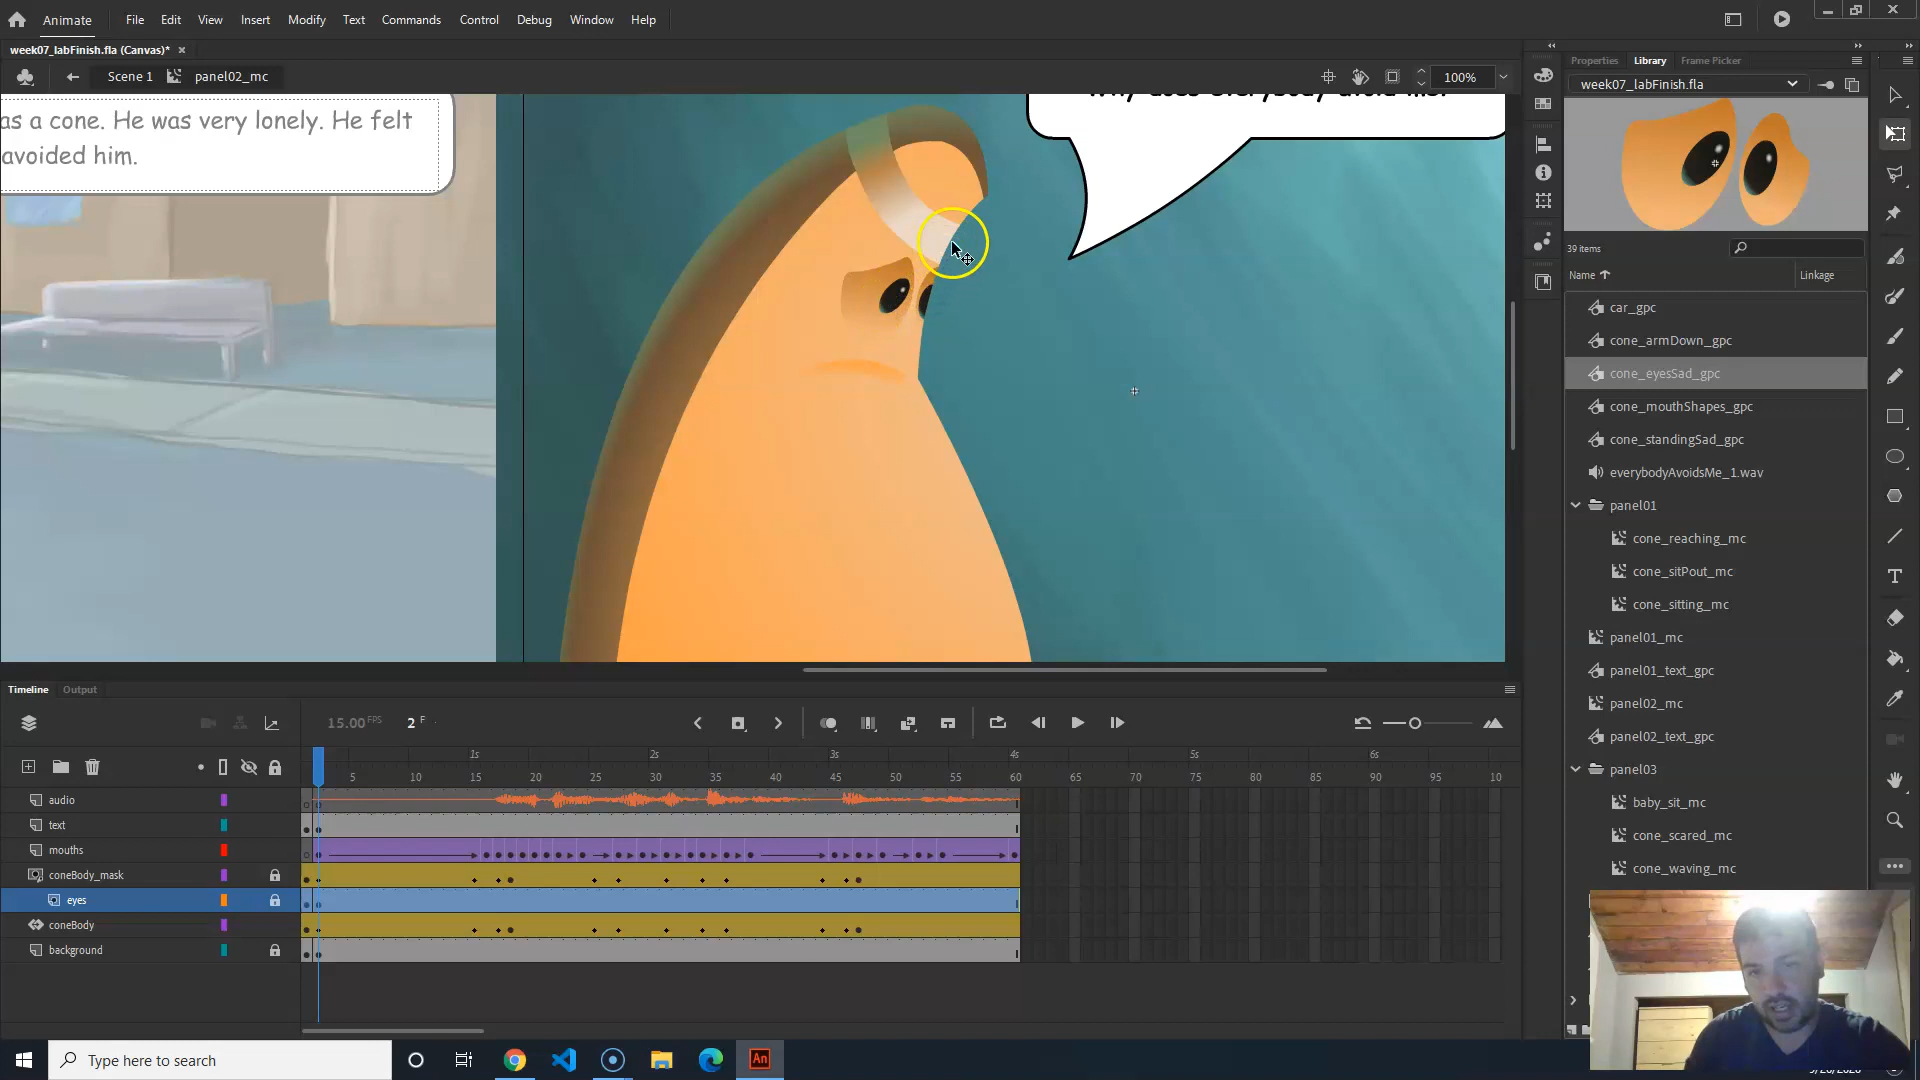 Animate
File Edit View Insert Modify Text Commands Control Debug Window Help
week07_labFinish.fla (Canvas)*
Scene 1 panel02_mc
100%
as a cone. He was very lonely. He felt
avoided him.
Why does everybody avoid me?
Properties Library Frame Picker
week07_labFinish.fla
39 items
Name Linkage
car_gpc
cone_armDown_gpc
cone_eyesSad_gpc
cone_mouthShapes_gpc
cone_standingSad_gpc
everybodyAvoidsMe_1.wav
panel01
cone_reaching_mc
cone_sitPout_mc
cone_sitting_mc
panel01_mc
panel01_text_gpc
panel02_mc
panel02_text_gpc
panel03
baby_sit_mc
cone_scared_mc
cone_waving_mc
Timeline Output
15.00 FPS 2 F
1s 2s 3s 4s 5s 6s
5 10 15 20 25 30 35 40 45 50 55 60 65 70 75 80 85 90 95 10
audio
text
mouths
coneBody_mask
eyes
coneBody
background
Type here to search
An